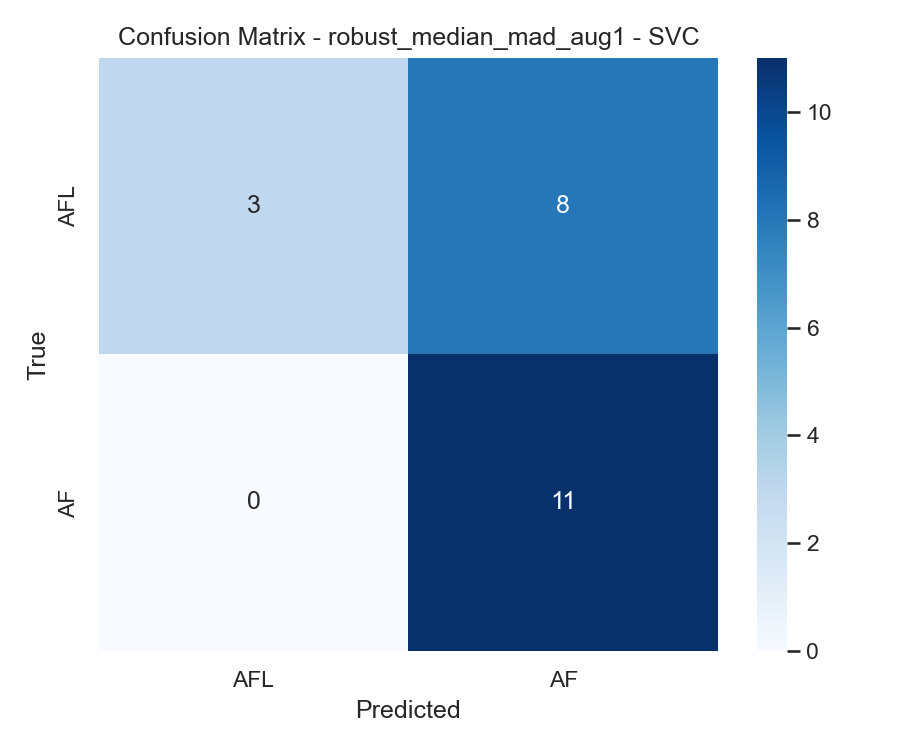 Confusion Matrix - robust_median_mad_aug1 - SVC
True
AFL
AF
3
8
0
11
AFL
AF
Predicted
10
8
6
4
2
0